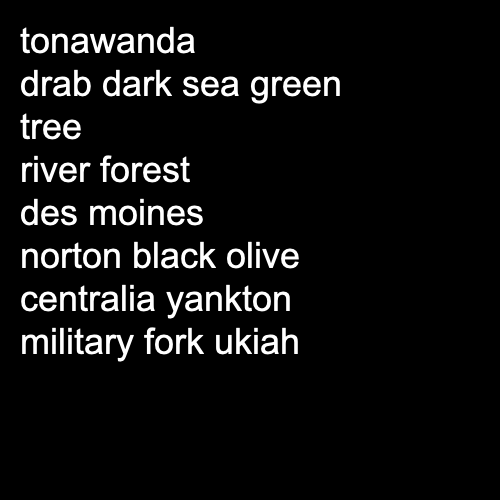 tonawanda
drab dark sea green
tree
river forest
des moines
norton black olive
centralia yankton
military fork ukiah